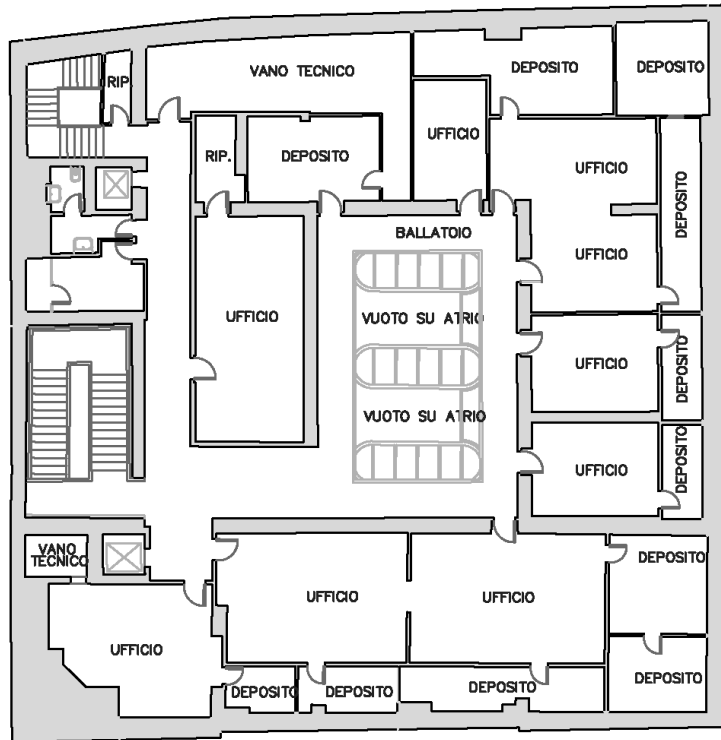 RIP
VANO TECNICO
DEPOSITO
DEPOSITO
RIP.
DEPOSITO
UFFICIO
UFFICIO
DEPOSITO
BALLATOIO
UFFICIO
UFFICIO
VUOTO SU ATRIO
UFFICIO
DEPOSITO
VUOTO SU ATRIO
UFFICIO
DEPOSITO
VANO
TECNICO
DEPOSITO
UFFICIO
UFFICIO
UFFICIO
DEPOSITO
DEPOSITO
DEPOSITO
DEPOSITO